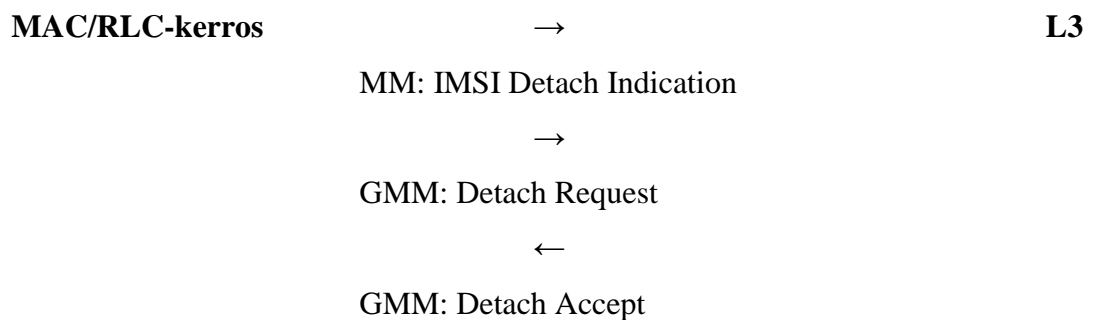 MAC/RLC-kerros → L3
MM: IMSI Detach Indication
→
GMM: Detach Request
←
GMM: Detach Accept